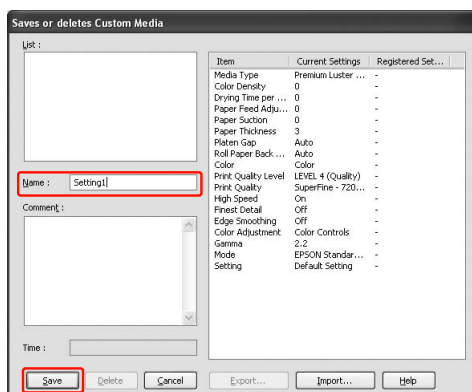 Saves or deletes Custom Media
List :
Name : Setting1
Comment :
Time :
Item Current Settings Registered Set...
Media Type Premium Luster ... -
Color Density 0 -
Drying Time per ... 0 -
Paper Feed Adju... 0 -
Paper Suction 0 -
Paper Thickness 3 -
Platen Gap Auto -
Roll Paper Back ... Auto -
Color Color -
Print Quality Level LEVEL 4 (Quality) -
Print Quality SuperFine - 720... -
High Speed On -
Finest Detail Off -
Edge Smoothing Off -
Color Adjustment Color Controls -
Gamma 2.2 -
Mode EPSON Standar... -
Setting Default Setting -
Save Delete Cancel Export... Import... Help